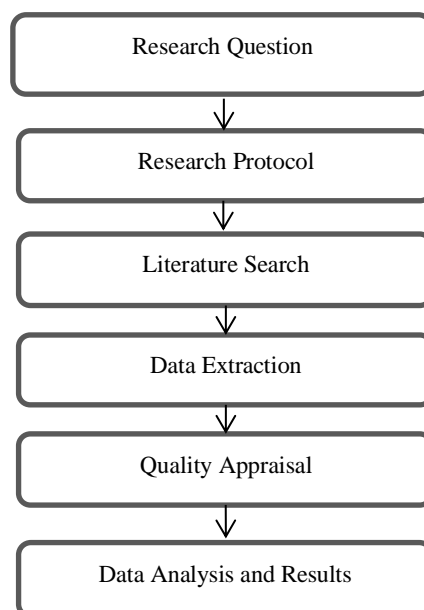 Research Question
Research Protocol
Literature Search
Data Extraction
Quality Appraisal
Data Analysis and Results